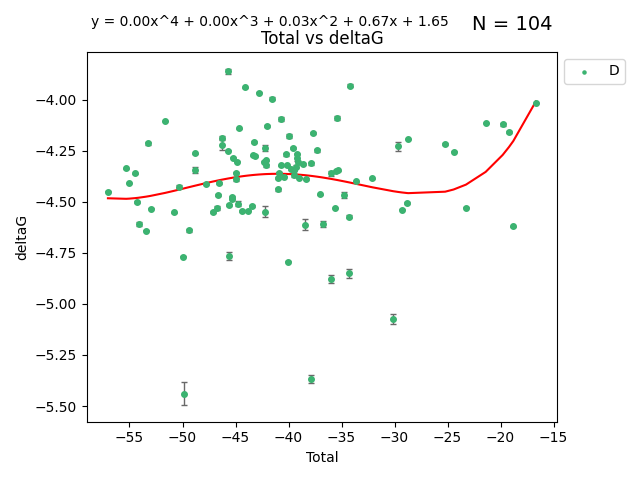 y = 0.00x^4 + 0.00x^3 + 0.03x^2 + 0.67x + 1.65
N = 104
Total vs deltaG
D
−4.00
−4.25
−4.50
−4.75
−5.00
−5.25
−5.50
deltaG
−55
−50
−45
−40
−35
−30
−25
−20
−15
Total